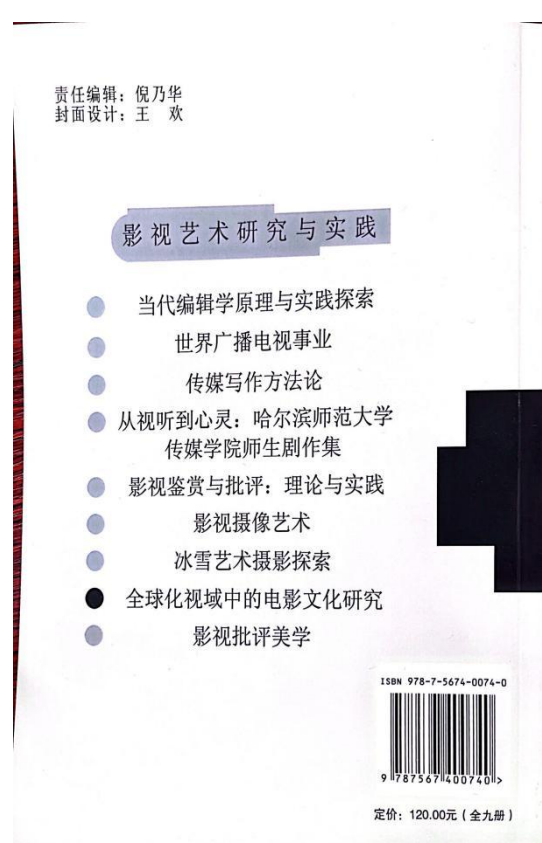 责任编辑：倪乃华
封面设计：王　欢
影视艺术研究与实践
当代编辑学原理与实践探索
世界广播电视事业
传媒写作方法论
从视听到心灵：哈尔滨师范大学
传媒学院师生剧作集
影视鉴赏与批评：理论与实践
影视摄像艺术
冰雪艺术摄影探索
全球化视域中的电影文化研究
影视批评美学
ISBN 978-7-5674-0074-0
9 787567 400740 >
定价：120.00元（全九册）